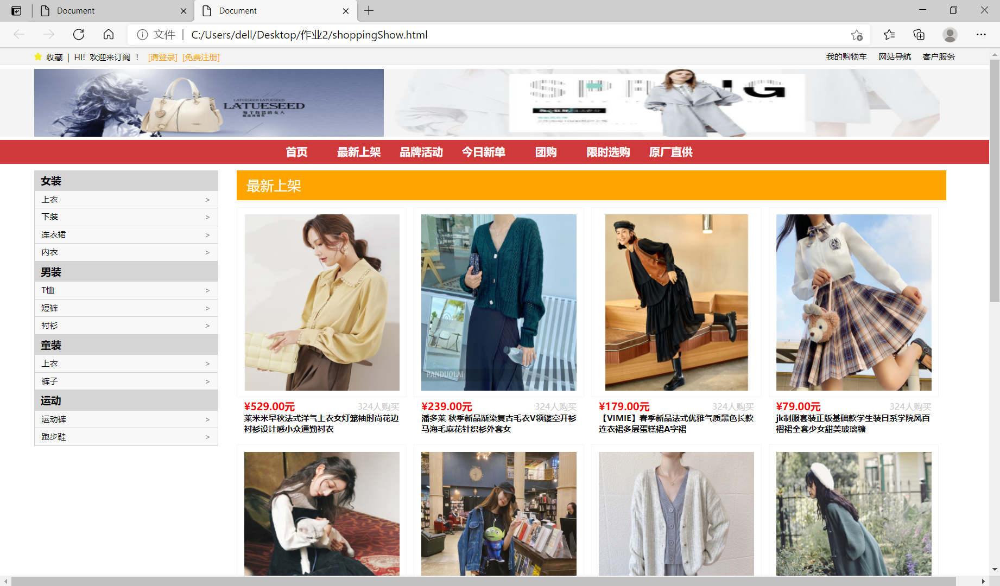 Document
Document
文件 | C:/Users/dell/Desktop/作业2/shoppingShow.html
收藏 | HI! 欢迎来订阅 ! [请登录] [免费注册]
我的购物车 网站导航 客户服务
LATUESEED LATUESEED
LATUESEED
每个自信的女人
SPRING
首页 最新上架 品牌活动 今日新单 团购 限时选购 原厂直供
女装
上衣 >
下装 >
连衣裙 >
内衣 >
男装
T恤 >
短裤 >
衬衫 >
童装
上衣 >
裤子 >
运动
运动裤 >
跑步鞋 >
最新上架
PANDUOLAI
¥529.00元 324人购买
莱米米早秋法式洋气上衣女灯笼袖时尚花边
衬衫设计感小众通勤衬衣
¥239.00元 324人购买
潘多莱 秋季新品渐染复古毛衣V领镂空开衫
马海毛麻花针织衫外套女
¥179.00元 324人购买
【VIMIE】春季新品法式优雅气质黑色长款
连衣裙多层蛋糕裙A字裙
¥79.00元 324人购买
jk制服套装正版基础款学生装日系学院风百
褶裙全套少女甜美玻璃糖